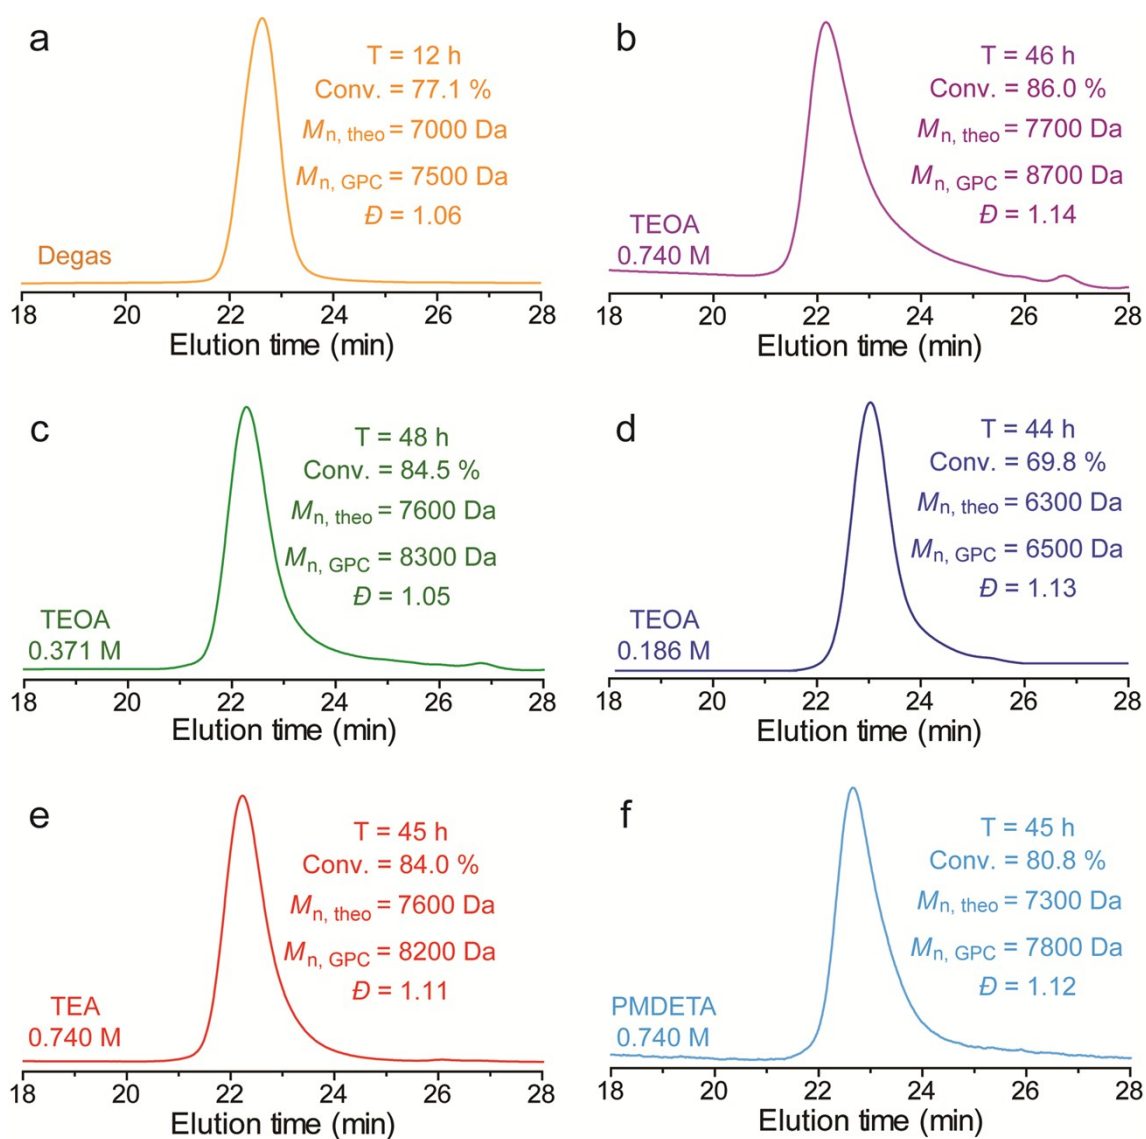 a
T = 12 h
Conv. = 77.1 %
Mn, theo = 7000 Da
Mn, GPC = 7500 Da
Đ = 1.06
Degas
18 20 22 24 26 28
Elution time (min)
b
T = 46 h
Conv. = 86.0 %
Mn, theo = 7700 Da
Mn, GPC = 8700 Da
Đ = 1.14
TEOA
0.740 M
18 20 22 24 26 28
Elution time (min)
c
T = 48 h
Conv. = 84.5 %
Mn, theo = 7600 Da
Mn, GPC = 8300 Da
Đ = 1.05
TEOA
0.371 M
18 20 22 24 26 28
Elution time (min)
d
T = 44 h
Conv. = 69.8 %
Mn, theo = 6300 Da
Mn, GPC = 6500 Da
Đ = 1.13
TEOA
0.186 M
18 20 22 24 26 28
Elution time (min)
e
T = 45 h
Conv. = 84.0 %
Mn, theo = 7600 Da
Mn, GPC = 8200 Da
Đ = 1.11
TEA
0.740 M
18 20 22 24 26 28
Elution time (min)
f
T = 45 h
Conv. = 80.8 %
Mn, theo = 7300 Da
Mn, GPC = 7800 Da
Đ = 1.12
PMDETA
0.740 M
18 20 22 24 26 28
Elution time (min)